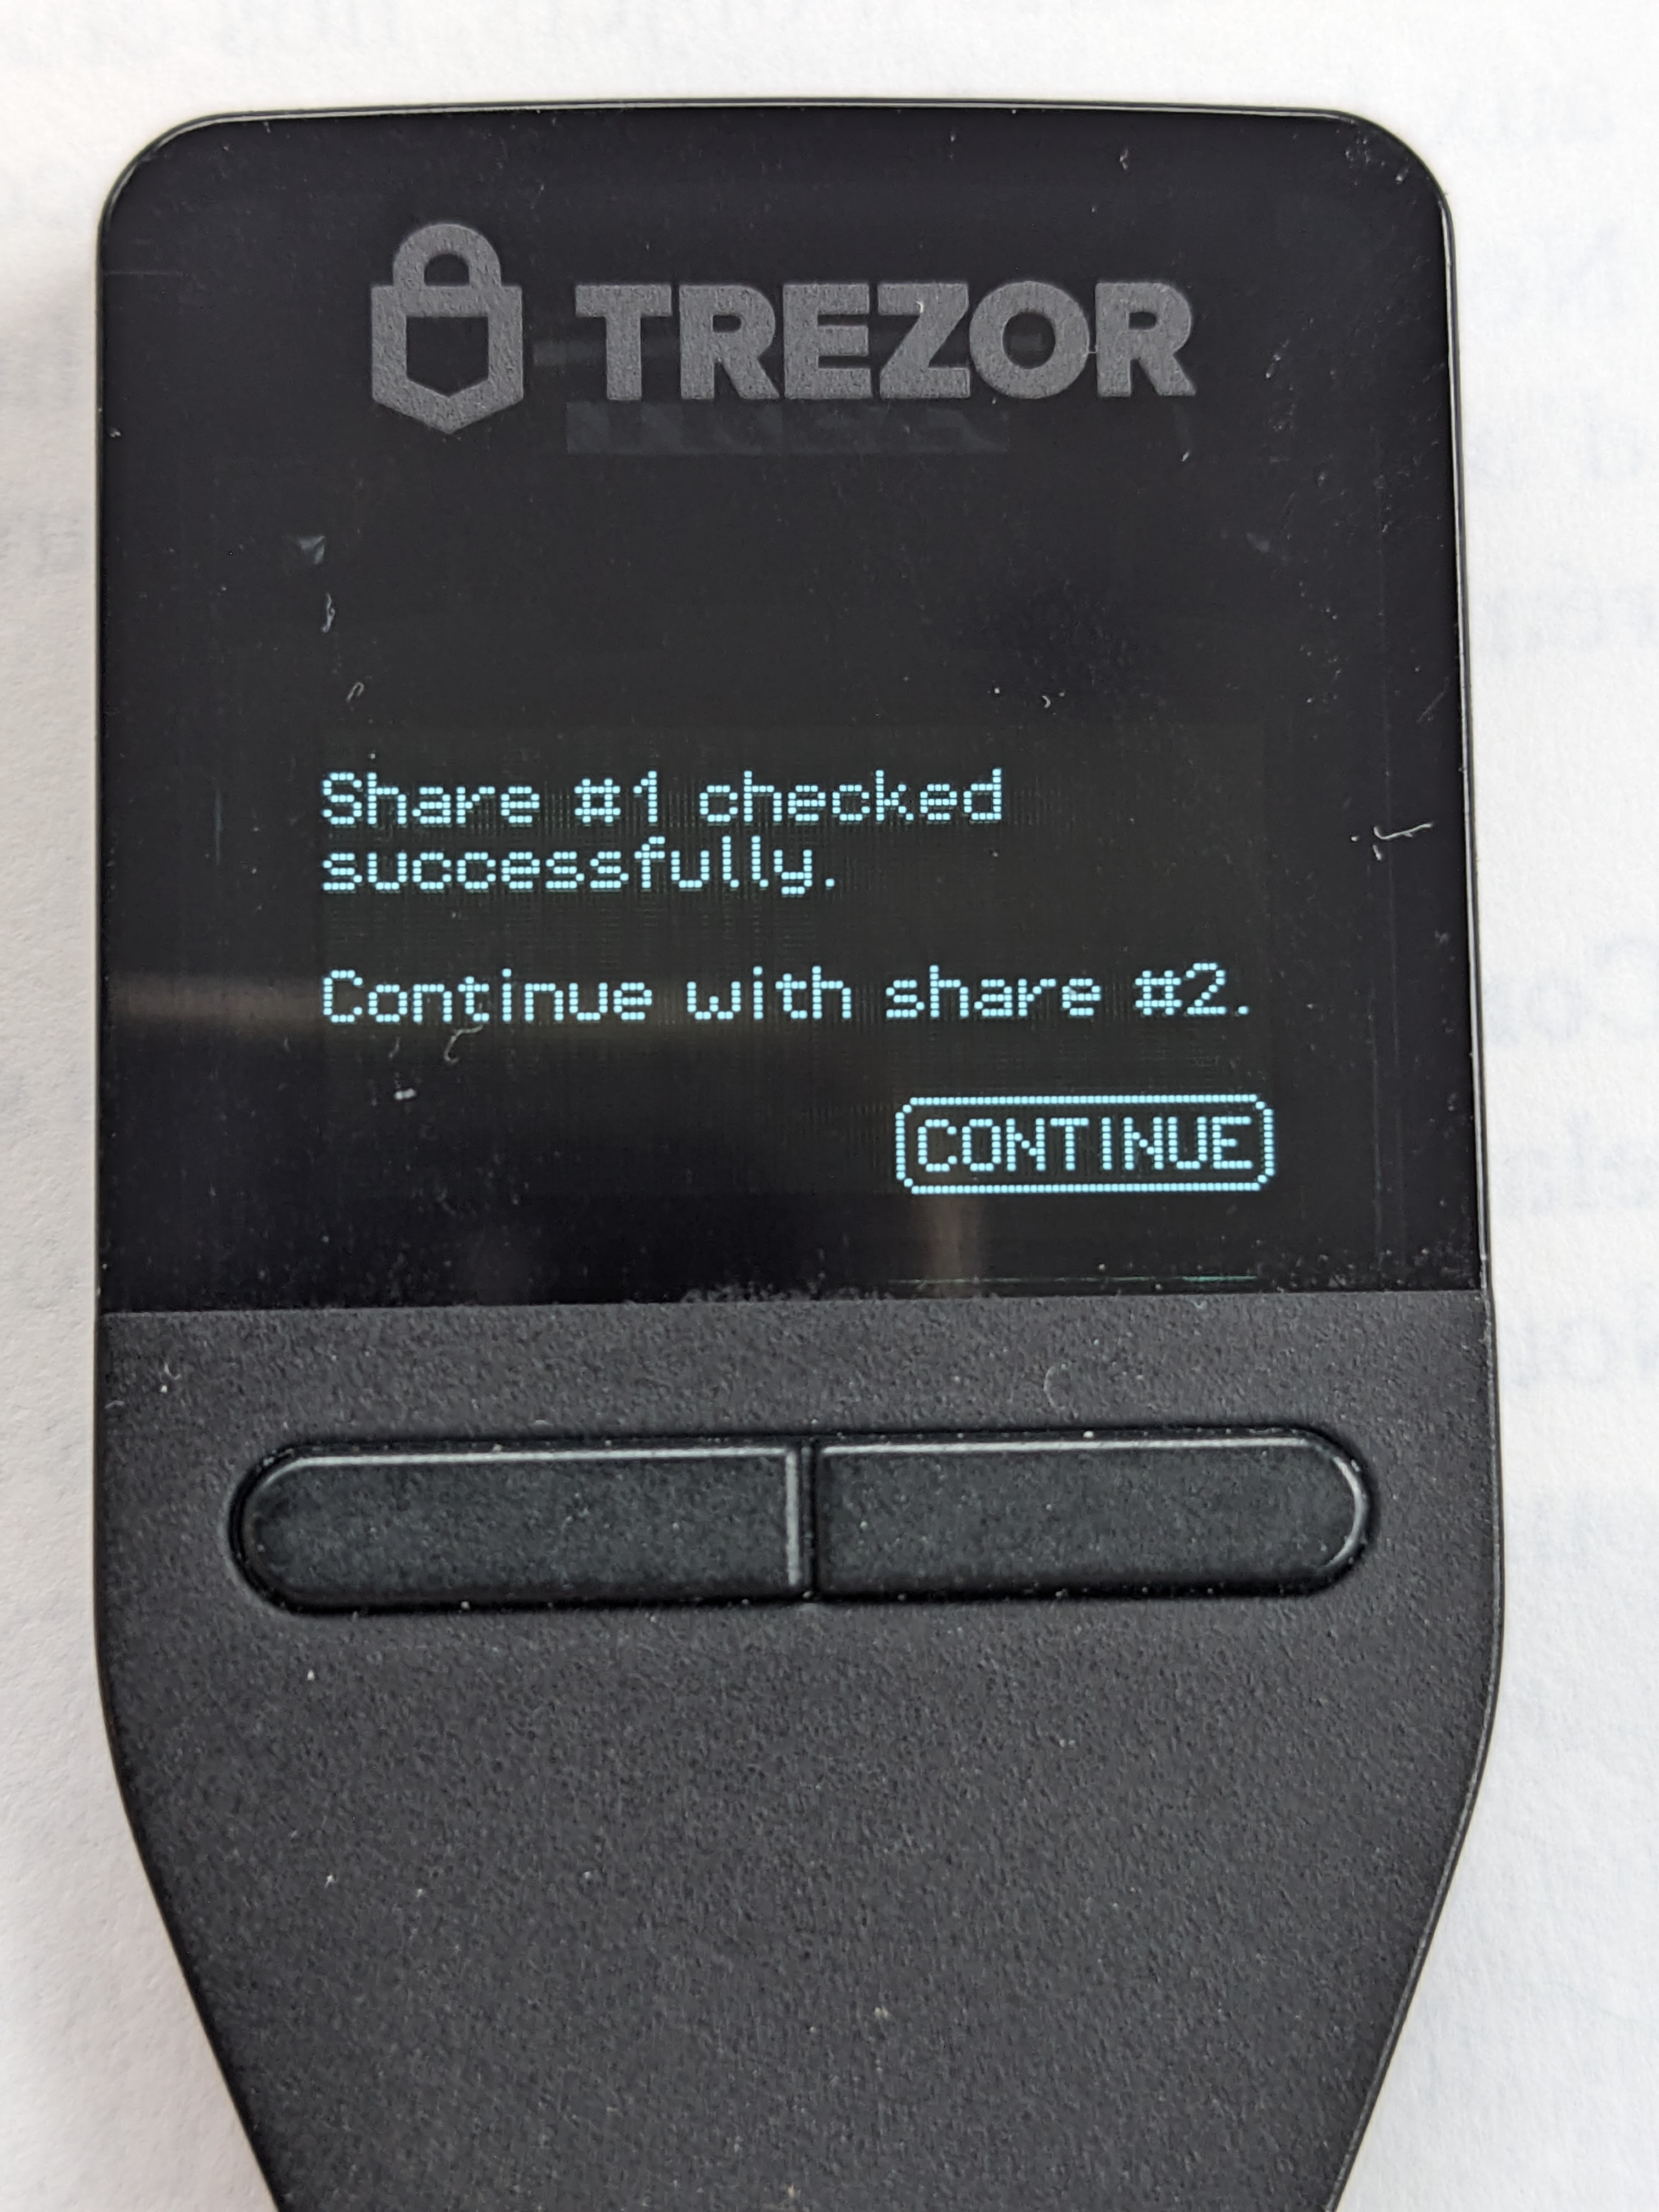 TREZOR
Share #1 checked
successfully.
Continue with share #2.
CONTINUE